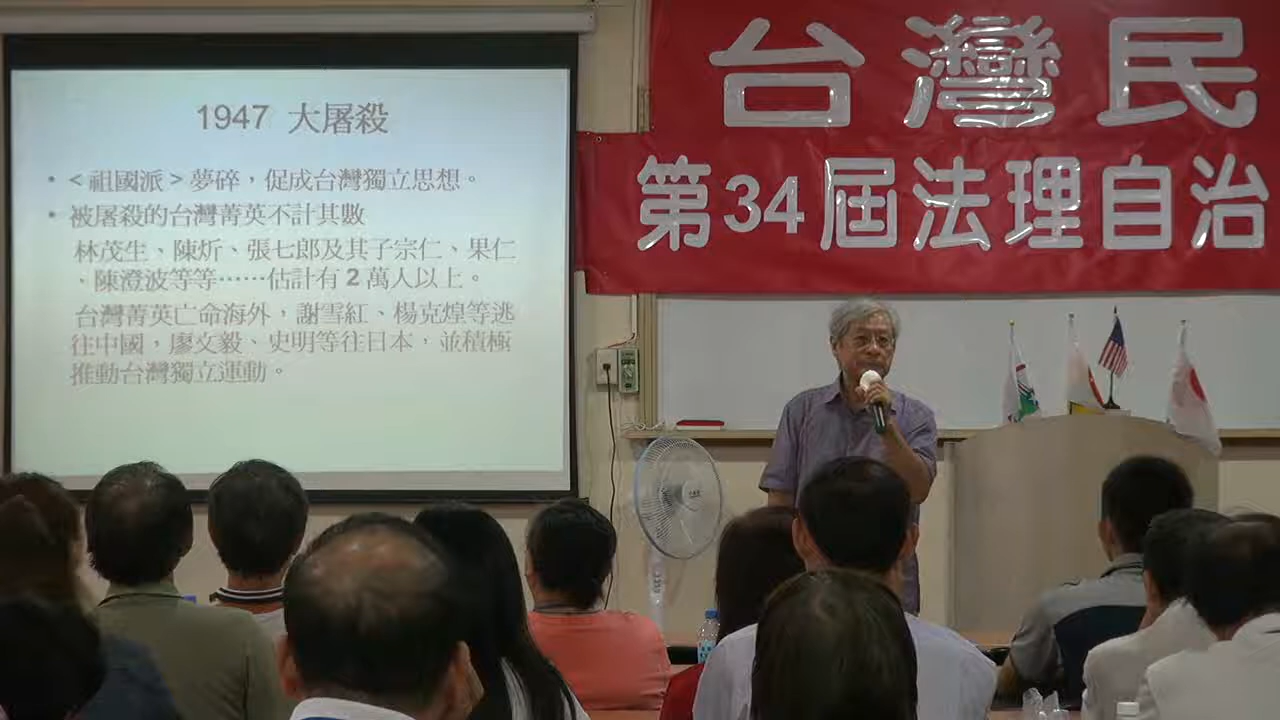 1947 大屠殺
• <祖國派>夢碎，促成台灣獨立思想。
• 被屠殺的台灣菁英不計其數
林茂生、陳炘、張七郎及其子宗仁、果仁
、陳澄波等等……估計有 2 萬人以上。
台灣菁英亡命海外，謝雪紅、楊克煌等逃
往中國，廖文毅、史明等往日本，並積極
推動台灣獨立運動。
台灣民
第34屆法理自治